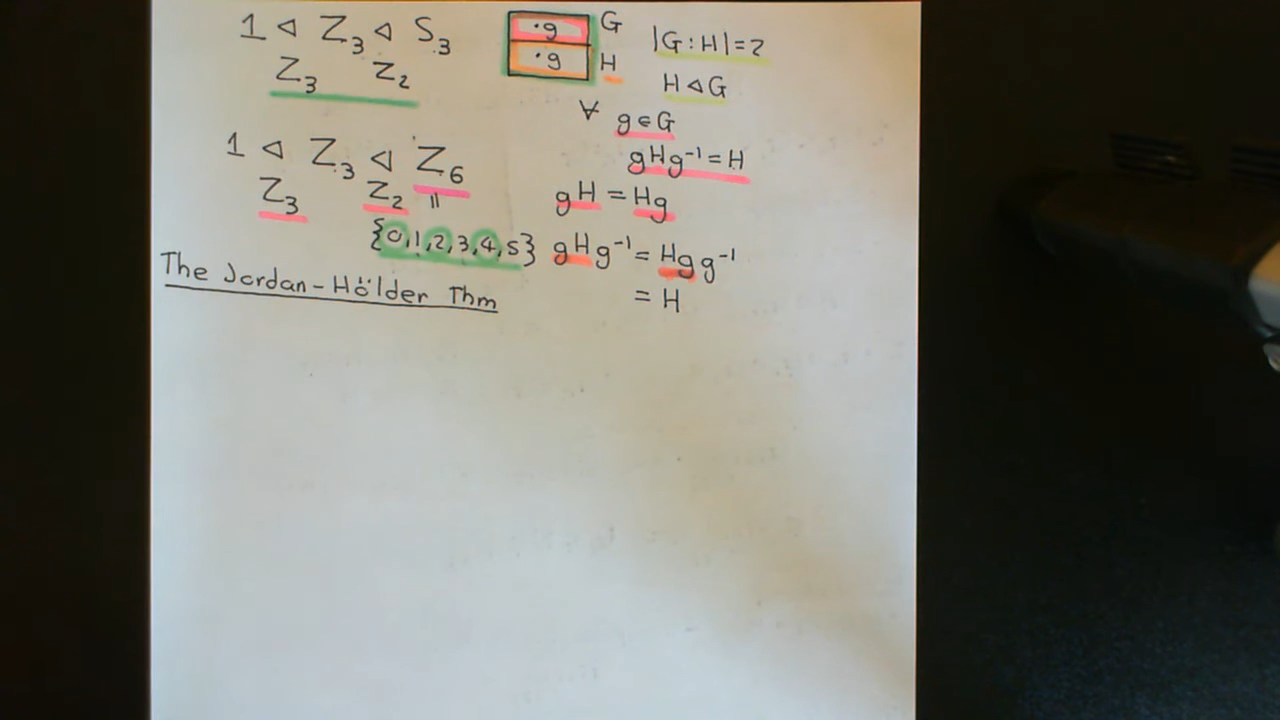 1 ⊲ Z₃ ⊲ S₃
Z₃ Z₂
1 ⊲ Z₃ ⊲ Z₆
Z₃ Z₂ =
{0,1,2,3,4,5}
The Jordan-Hölder Thm
·g G
·g H
|G:H|=2
H⊲G
∀ g∈G
gHg⁻¹=H
gH = Hg
gHg⁻¹ = Hgg⁻¹
= H